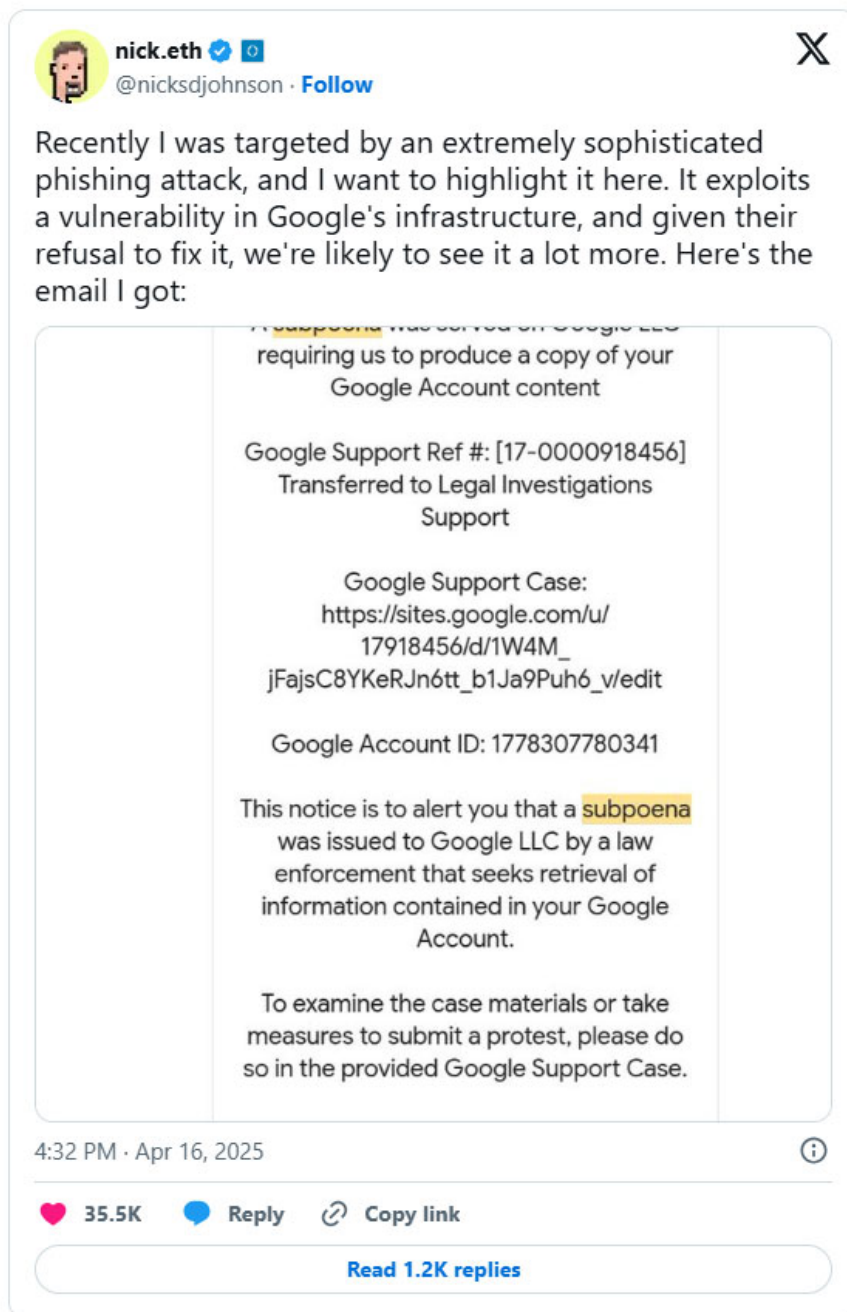 nick.eth
@nicksdjohnson · Follow
Recently I was targeted by an extremely sophisticated
phishing attack, and I want to highlight it here. It exploits
a vulnerability in Google's infrastructure, and given their
refusal to fix it, we're likely to see it a lot more. Here's the
email I got:
A subpoena was served on Google LLC
requiring us to produce a copy of your
Google Account content
Google Support Ref #: [17-0000918456]
Transferred to Legal Investigations
Support
Google Support Case:
https://sites.google.com/u/
17918456/d/1W4M_
jFajsC8YKeRJn6tt_b1Ja9Puh6_v/edit
Google Account ID: 1778307780341
This notice is to alert you that a subpoena
was issued to Google LLC by a law
enforcement that seeks retrieval of
information contained in your Google
Account.
To examine the case materials or take
measures to submit a protest, please do
so in the provided Google Support Case.
4:32 PM · Apr 16, 2025
35.5K Reply Copy link
Read 1.2K replies